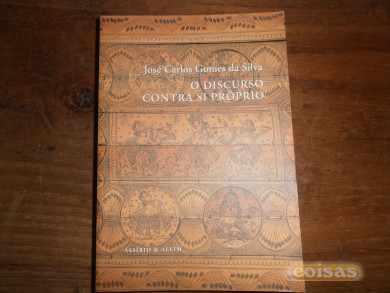 José Carlos Gomes da Silva
O DISCURSO
CONTRA SI PRÓPRIO
ASSÍRIO & ALVIM
coisas